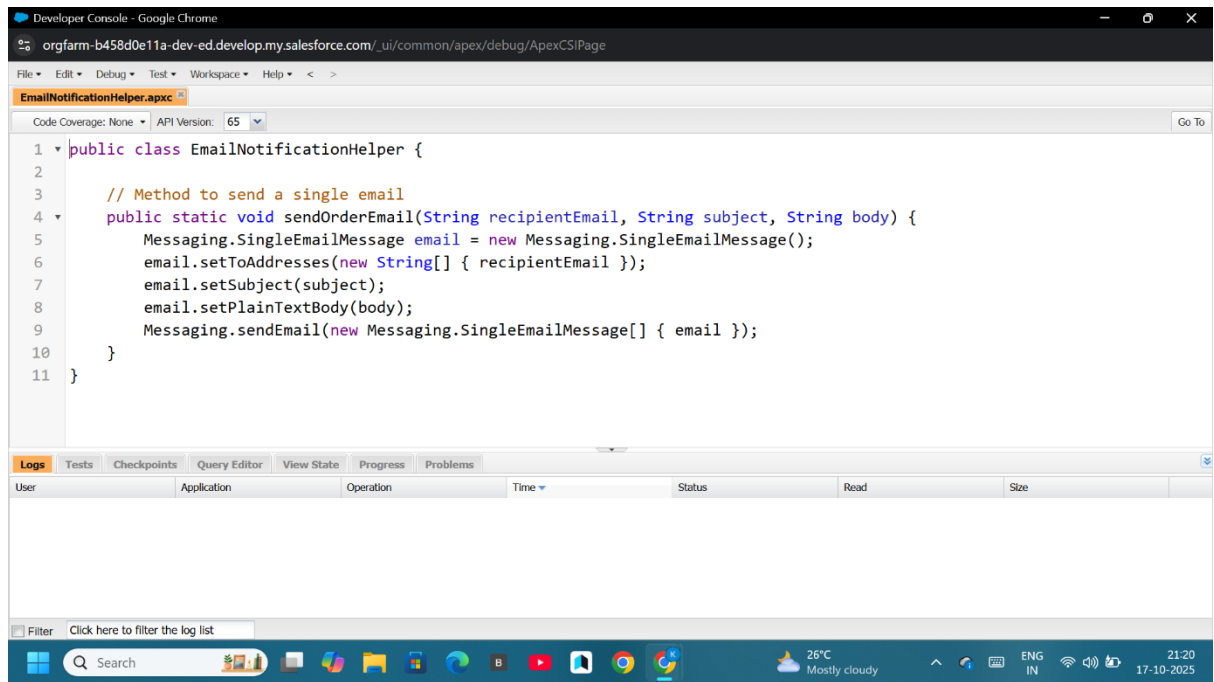 Developer Console - Google Chrome
orgfarm-b458d0e11a-dev-ed.develop.my.salesforce.com/_ui/common/apex/debug/ApexCSIPage
File Edit Debug Test Workspace Help < >
EmailNotificationHelper.apxc
Code Coverage: None API Version: 65 Go To
1 public class EmailNotificationHelper {
2
3 // Method to send a single email
4 public static void sendOrderEmail(String recipientEmail, String subject, String body) {
5 Messaging.SingleEmailMessage email = new Messaging.SingleEmailMessage();
6 email.setToAddresses(new String[] { recipientEmail });
7 email.setSubject(subject);
8 email.setPlainTextBody(body);
9 Messaging.sendEmail(new Messaging.SingleEmailMessage[] { email });
10 }
11 }
Logs Tests Checkpoints Query Editor View State Progress Problems
User Application Operation Time Status Read Size
Filter Click here to filter the log list
Search B K 26°C ENG 21:20
Mostly cloudy IN 17-10-2025